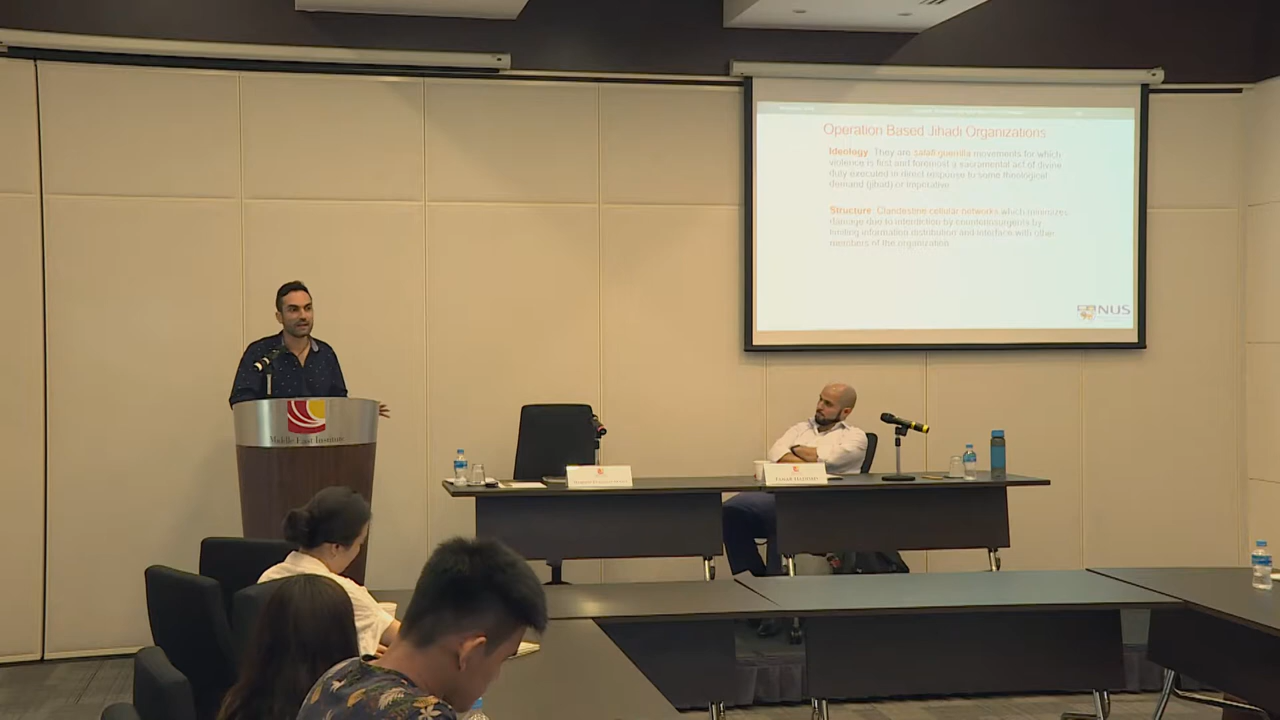 Operation Based Jihadi Organizations
Ideology: They are salafi guerrilla movements for which
violence is first and foremost a sacramental act of divine
duty executed in direct response to some theological
demand (jihad) or imperative
Structure: Clandestine cellular networks which minimizes
damage due to interdiction by counterinsurgents by
limiting information distribution and interface with other
members of the organization
NUS
Middle East Institute